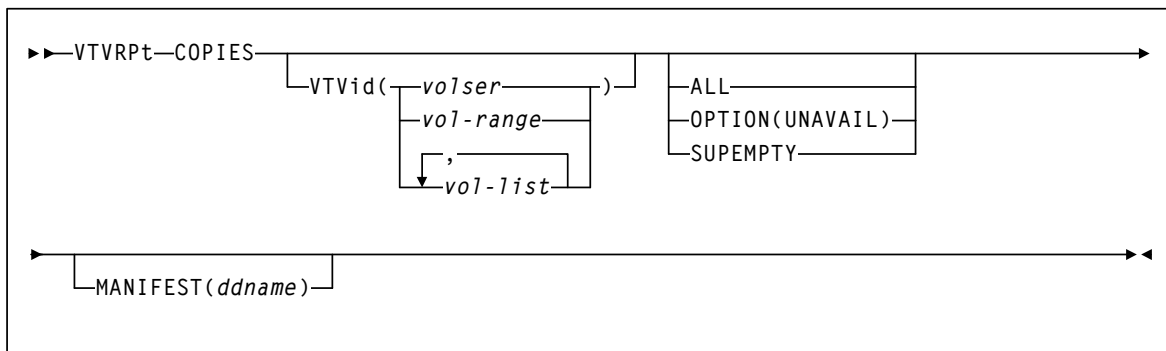 VTVRPt COPIES
VTVid( volser )
vol-range
,
vol-list
ALL
OPTION(UNAVAIL)
SUPEMPTY
MANIFEST(ddname)